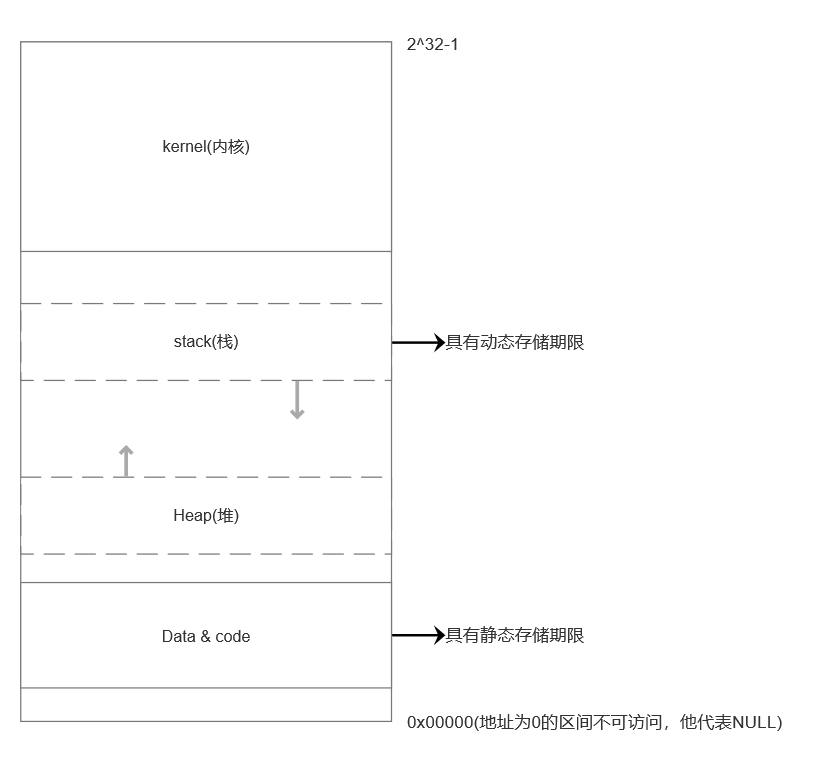 2^32-1
kernel(内核)
stack(栈)
具有动态存储期限
Heap(堆)
Data & code
具有静态存储期限
0x00000(地址为0的区间不可访问，他代表NULL)